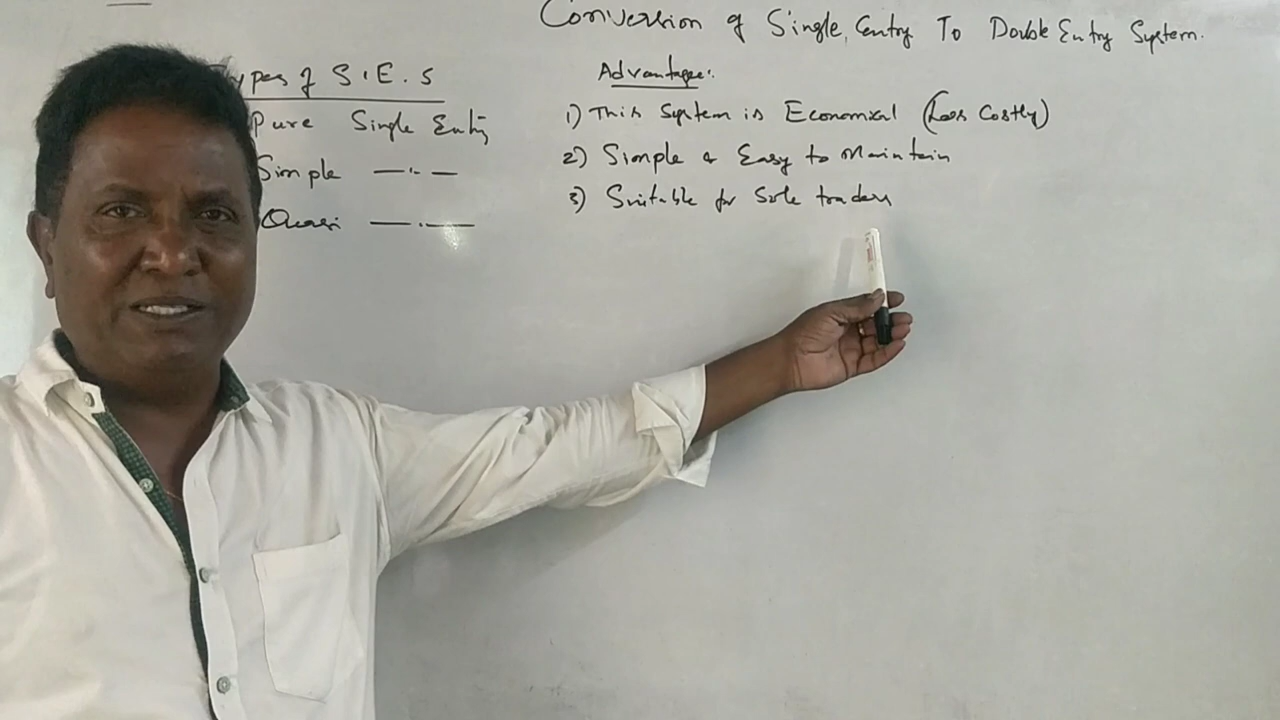 Conversion of Single Entry To Double Entry System.
Types of S.E.S
Pure Single Entry
Simple —"—
Quasi —"—
Advantages:
1) This System is Economical (Less Costly)
2) Simple & Easy to Maintain
3) Suitable for Sole traders